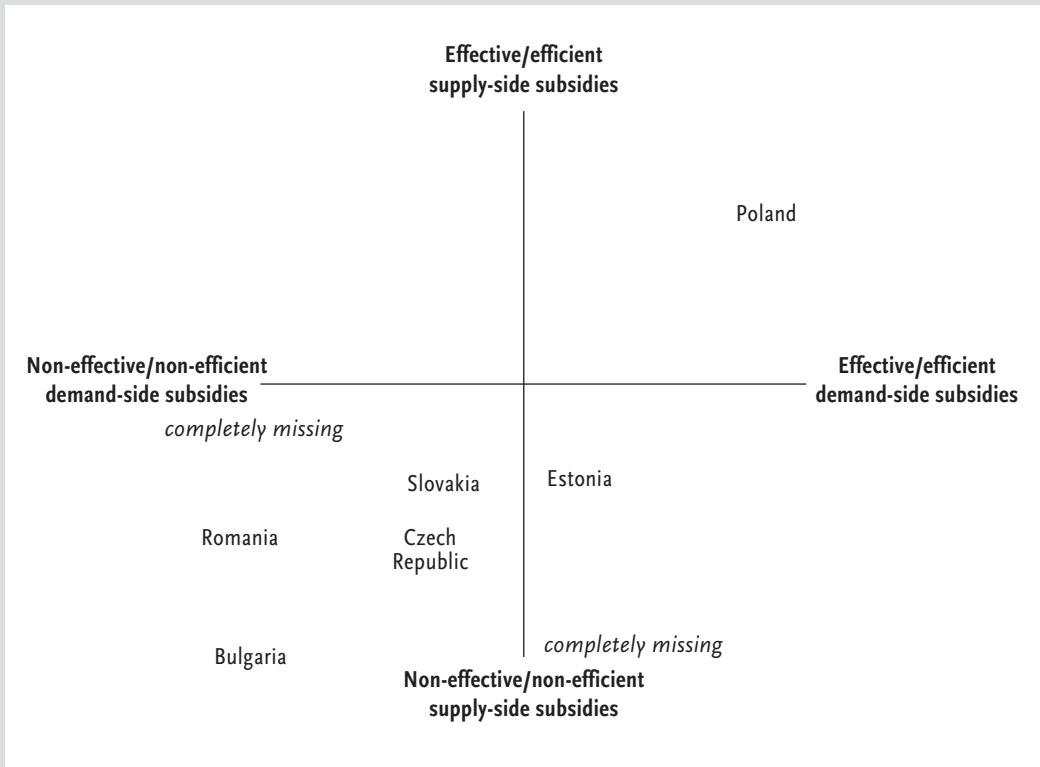 Effective/efficient
supply-side subsidies
Poland
Non-effective/non-efficient
demand-side subsidies
Effective/efficient
demand-side subsidies
completely missing
Slovakia
Estonia
Romania
Czech
Republic
completely missing
Bulgaria
Non-effective/non-efficient
supply-side subsidies